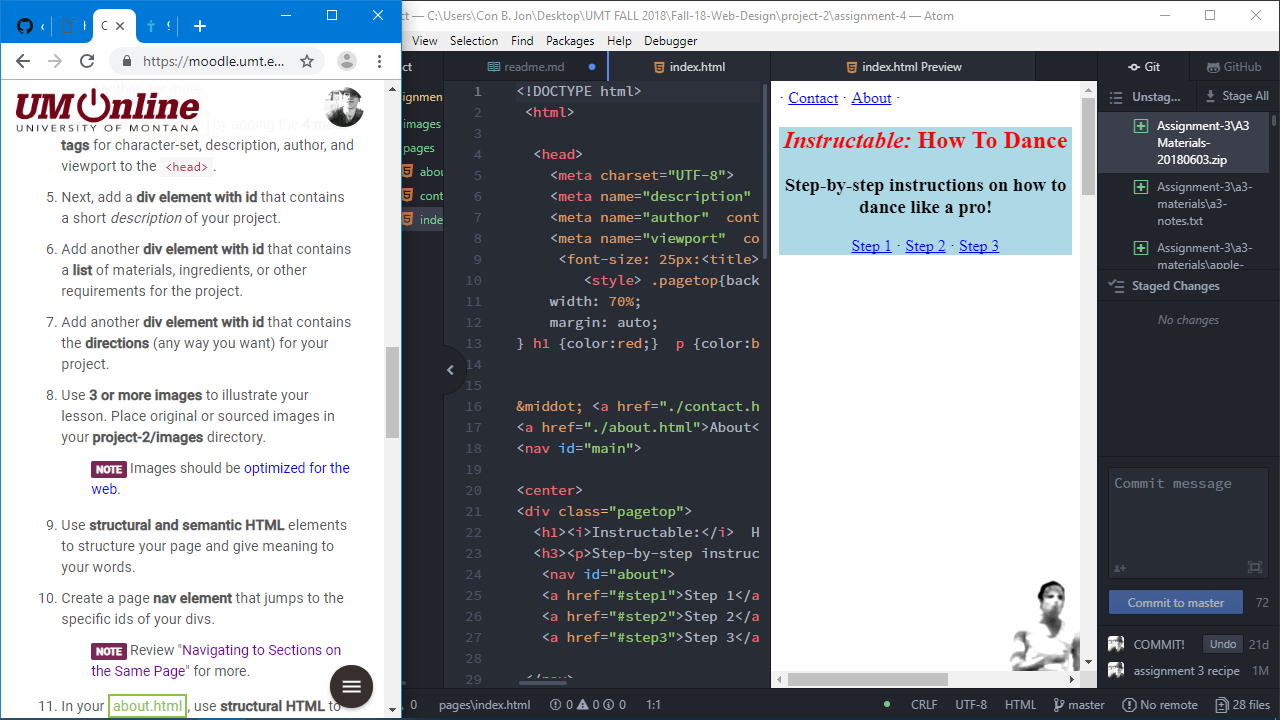 ct — C:\Users\Con B. Jon\Desktop\UMT FALL 2018\Fall-18-Web-Design\project-2\assignment-4 — Atom
View Selection Find Packages Help Debugger
https://moodle.umt.e...
UM Online
UNIVERSITY OF MONTANA
by adding the 4
tags for character-set, description, author, and
viewport to the <head>.
5. Next, add a div element with id that contains
a short description of your project.
6. Add another div element with id that contains
a list of materials, ingredients, or other
requirements for the project.
7. Add another div element with id that contains
the directions (any way you want) for your
project.
8. Use 3 or more images to illustrate your
lesson. Place original or sourced images in
your project-2/images directory.
NOTE Images should be optimized for the
web.
9. Use structural and semantic HTML elements
to structure your page and give meaning to
your words.
10. Create a page nav element that jumps to the
specific ids of your divs.
NOTE Review "Navigating to Sections on
the Same Page" for more.
11. In your about.html, use structural HTML to
ct
ignmen
images
pages
abou
cont
inde
readme.md
index.html
index.html Preview
1 <!DOCTYPE html>
2 <html>
3
4 <head>
5 <meta charset="UTF-8">
6 <meta name="description"
7 <meta name="author" cont
8 <meta name="viewport" co
9 <font-size: 25px:<title>
10 <style> .pagetop{back
11 width: 70%;
12 margin: auto;
13 } h1 {color:red;} p {color:b
14
15
16 &middot; <a href="./contact.h
17 <a href="./about.html">About<
18 <nav id="main">
19
20 <center>
21 <div class="pagetop">
22 <h1><i>Instructable:</i> H
23 <h3><p>Step-by-step instruc
24 <nav id="about">
25 <a href="#step1">Step 1</a
26 <a href="#step2">Step 2</a
27 <a href="#step3">Step 3</a
28
29 </nav>
· Contact · About ·
Instructable: How To Dance
Step-by-step instructions on how to
dance like a pro!
Step 1 · Step 2 · Step 3
Git GitHub
Unstag... Stage All
Assignment-3\A3
Materials-
20180603.zip
Assignment-3\a3-
materials\a3-
notes.txt
Assignment-3\a3-
materials\apple-
Staged Changes
No changes
Commit message
Commit to master 72
COMMIT! Undo 21d
assignment 3 recipe 1M
0 pages\index.html 0 0 0 1:1 CRLF UTF-8 HTML master No remote 28 files